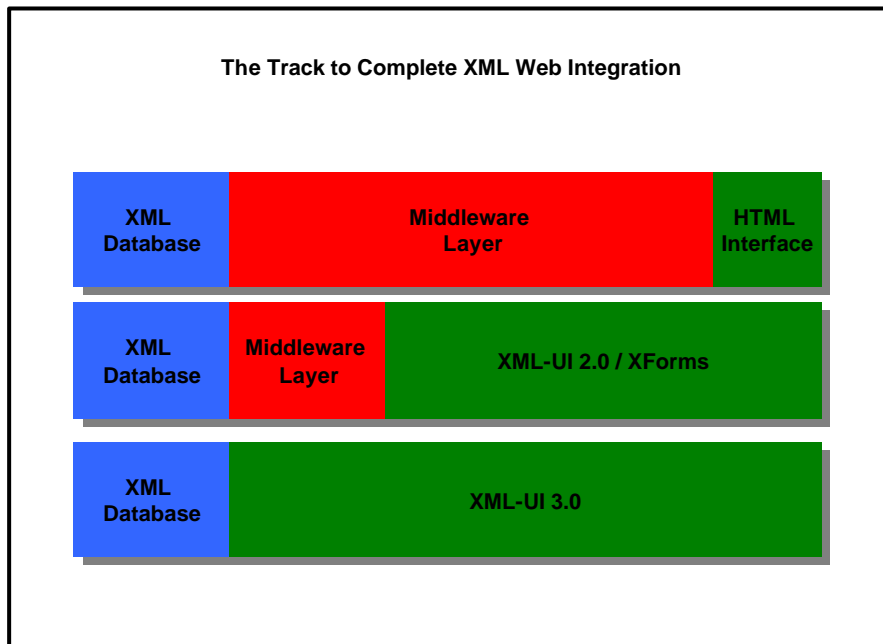 The Track to Complete XML Web Integration
XML
Database
Middleware
Layer
HTML
Interface
XML
Database
Middleware
Layer
XML-UI 2.0 / XForms
XML
Database
XML-UI 3.0